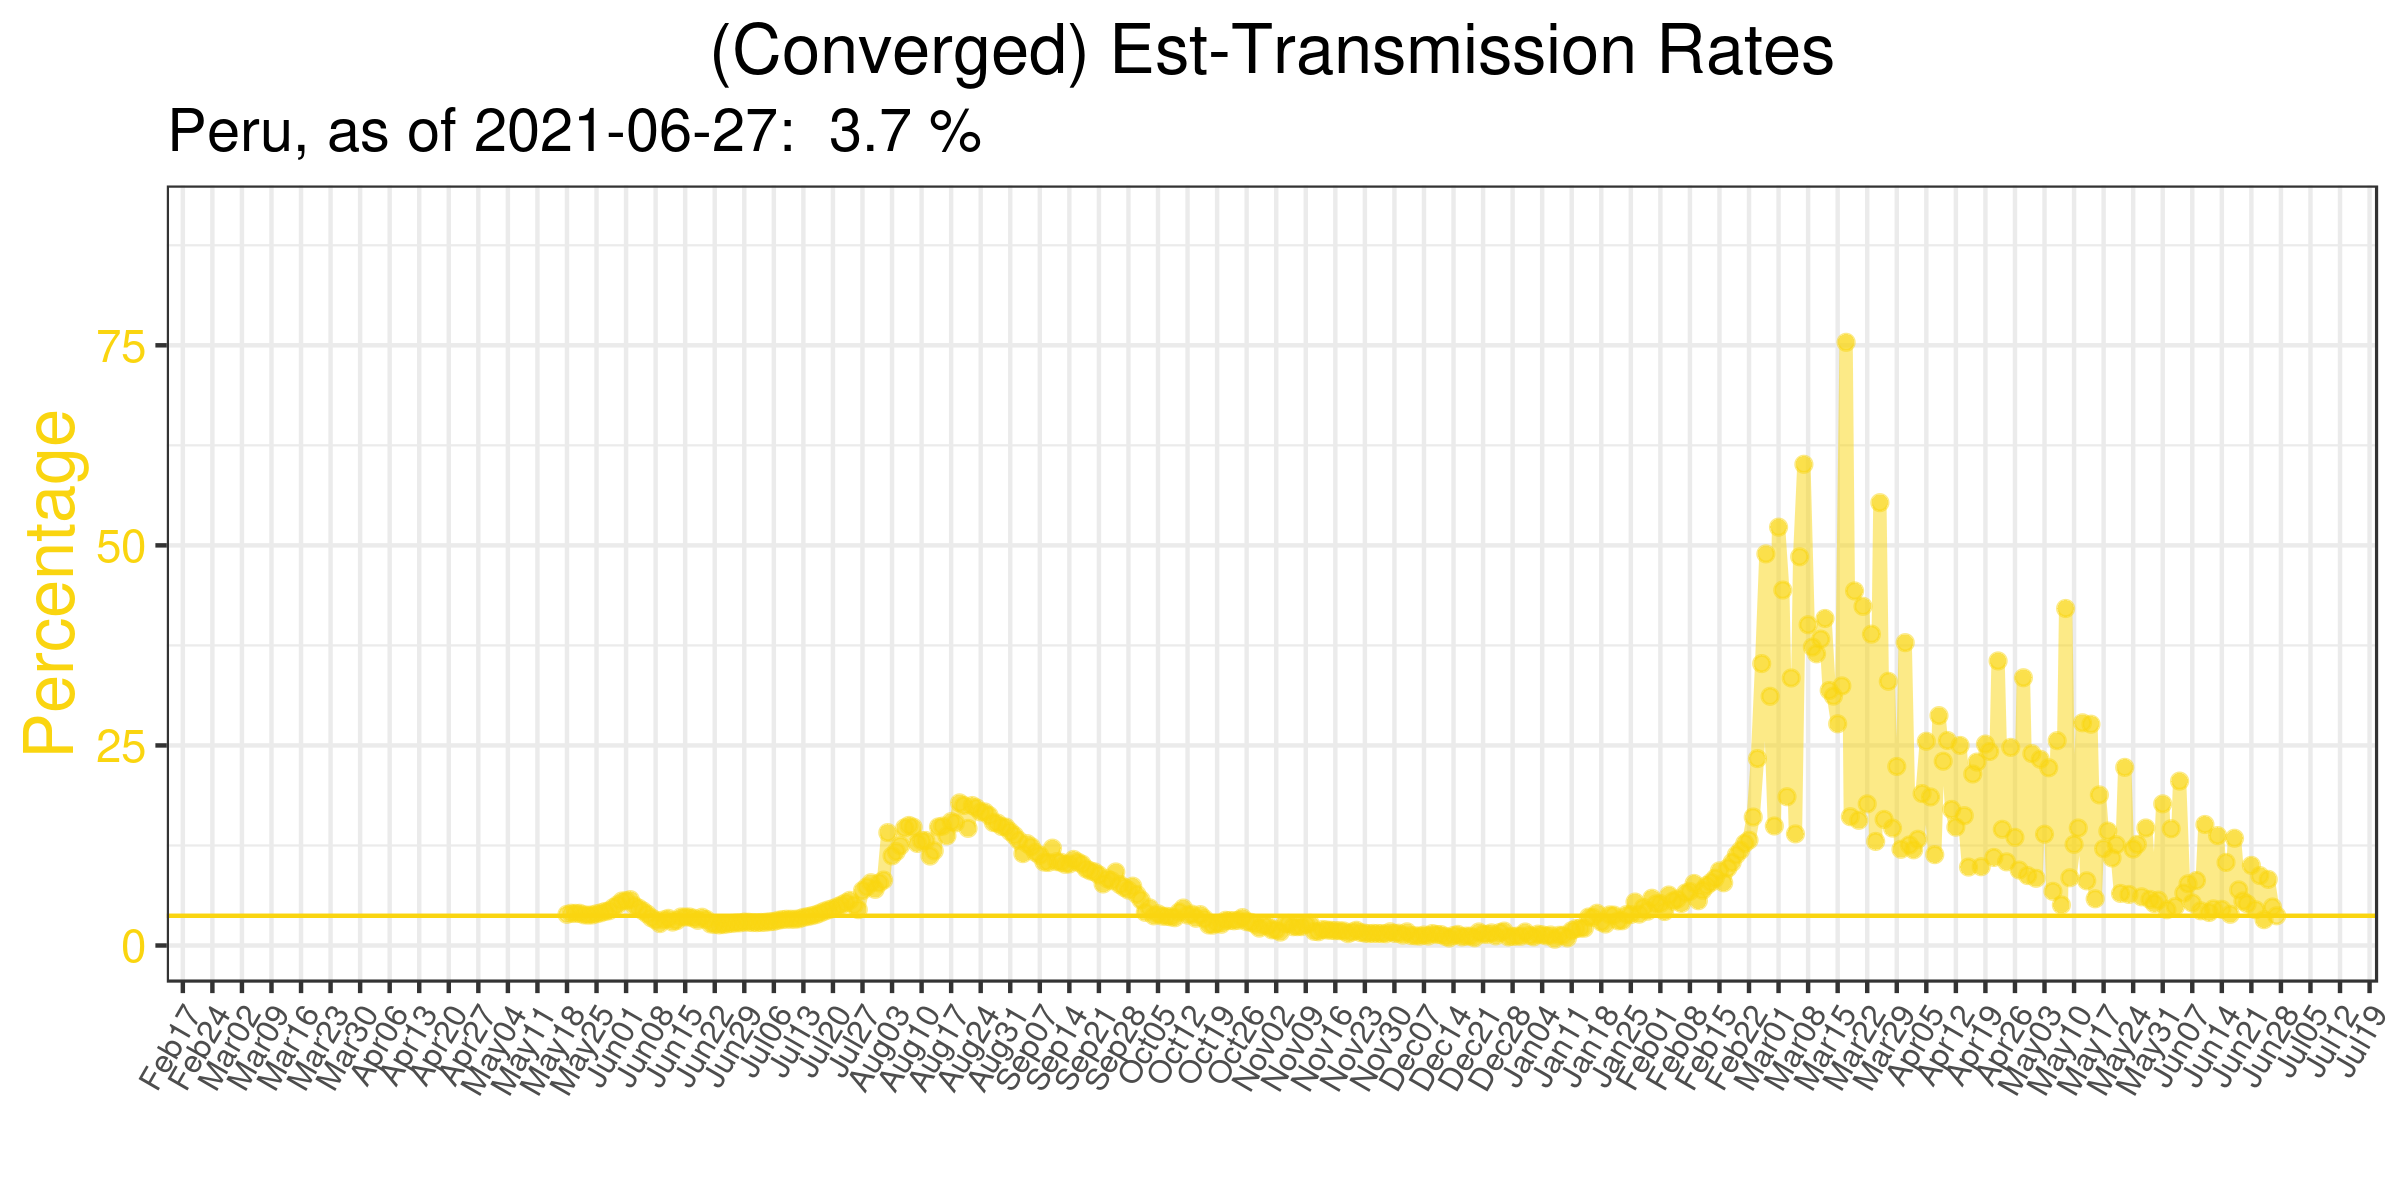 (Converged) Est-Transmission Rates
Peru, as of 2021-06-27:  3.7 %
Percentage
75
50
25
0
Feb17 Feb24 Mar02 Mar09 Mar16 Mar23 Mar30 Apr06 Apr13 Apr20 Apr27 May04 May11 May18 May25 Jun01 Jun08 Jun15 Jun22 Jun29 Jul06 Jul13 Jul20 Jul27 Aug03 Aug10 Aug17 Aug24 Aug31 Sep07 Sep14 Sep21 Sep28 Oct05 Oct12 Oct19 Oct26 Nov02 Nov09 Nov16 Nov23 Nov30 Dec07 Dec14 Dec21 Dec28 Jan04 Jan11 Jan18 Jan25 Feb01 Feb08 Feb15 Feb22 Mar01 Mar08 Mar15 Mar22 Mar29 Apr05 Apr12 Apr19 Apr26 May03 May10 May17 May24 May31 Jun07 Jun14 Jun21 Jun28 Jul05 Jul12 Jul19